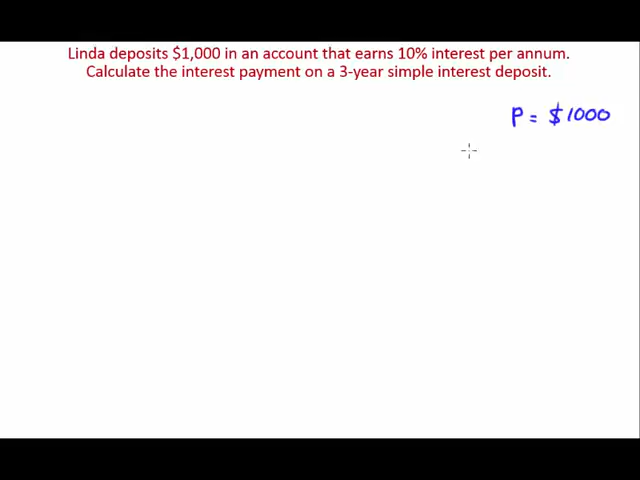 Linda deposits $1,000 in an account that earns 10% interest per annum.
Calculate the interest payment on a 3-year simple interest deposit.
P = $1000